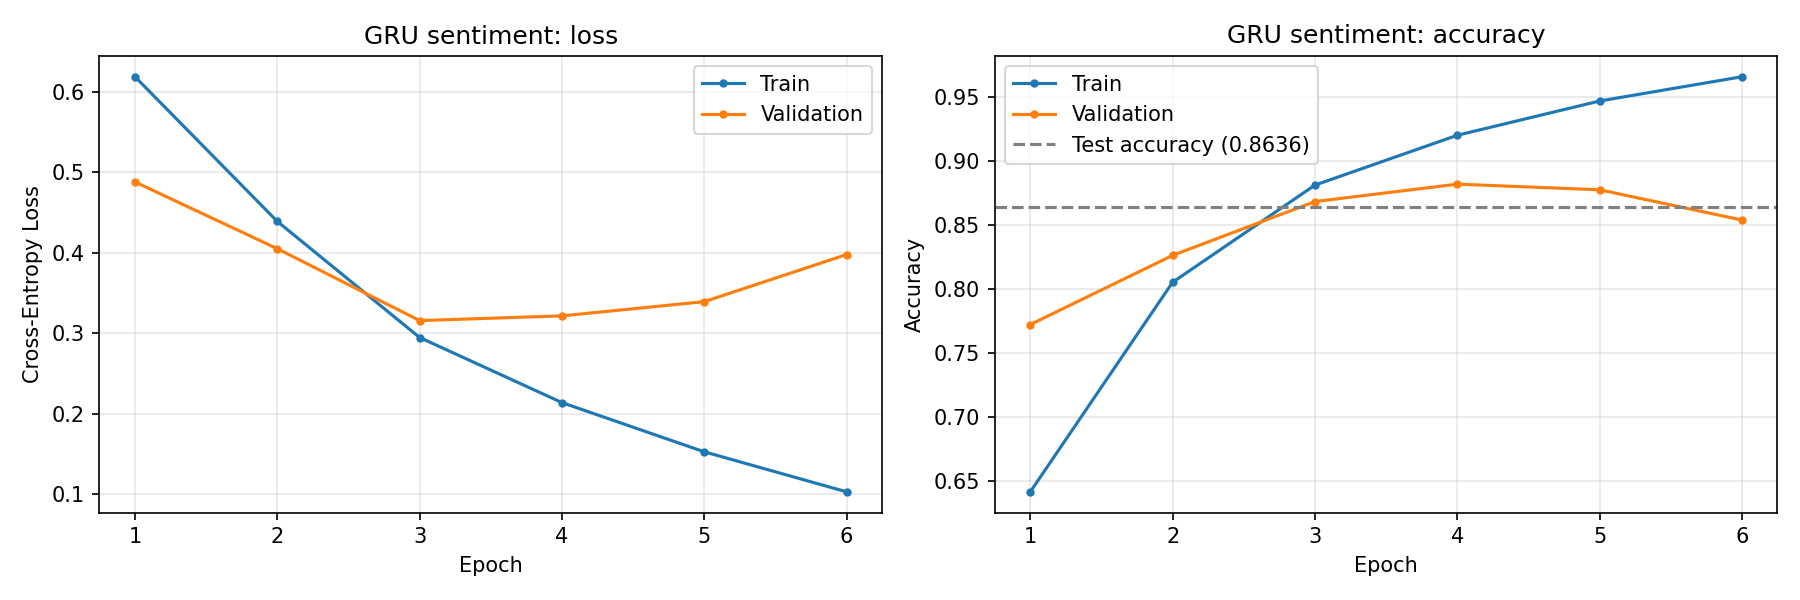 GRU sentiment: loss
Cross-Entropy Loss
0.6
0.5
0.4
0.3
0.2
0.1
Train
Validation
1 2 3 4 5 6
Epoch
GRU sentiment: accuracy
Accuracy
0.95
0.90
0.85
0.80
0.75
0.70
0.65
Train
Validation
Test accuracy (0.8636)
1 2 3 4 5 6
Epoch